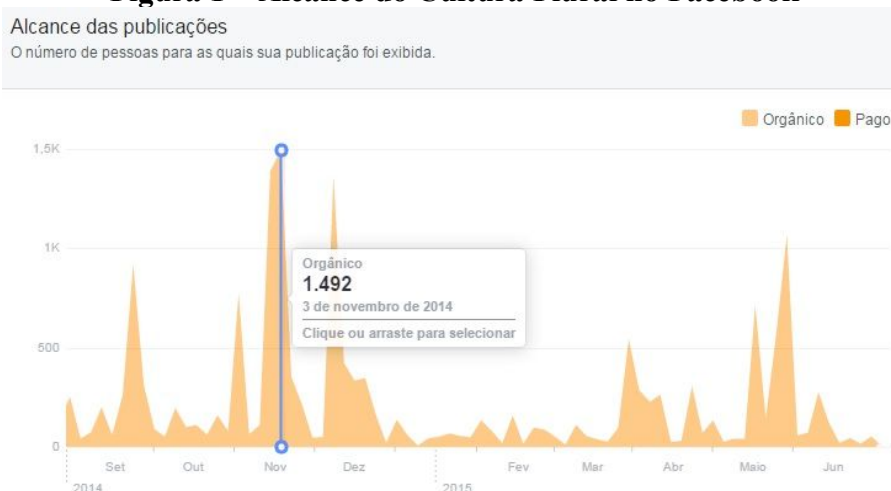 Alcance das publicações
O número de pessoas para as quais sua publicação foi exibida.
Orgânico Pago
1,5K
1K
Orgânico
1.492
3 de novembro de 2014
Clique ou arraste para selecionar
500
0
Set Out Nov Dez Fev Mar Abr Maio Jun
2014 2015